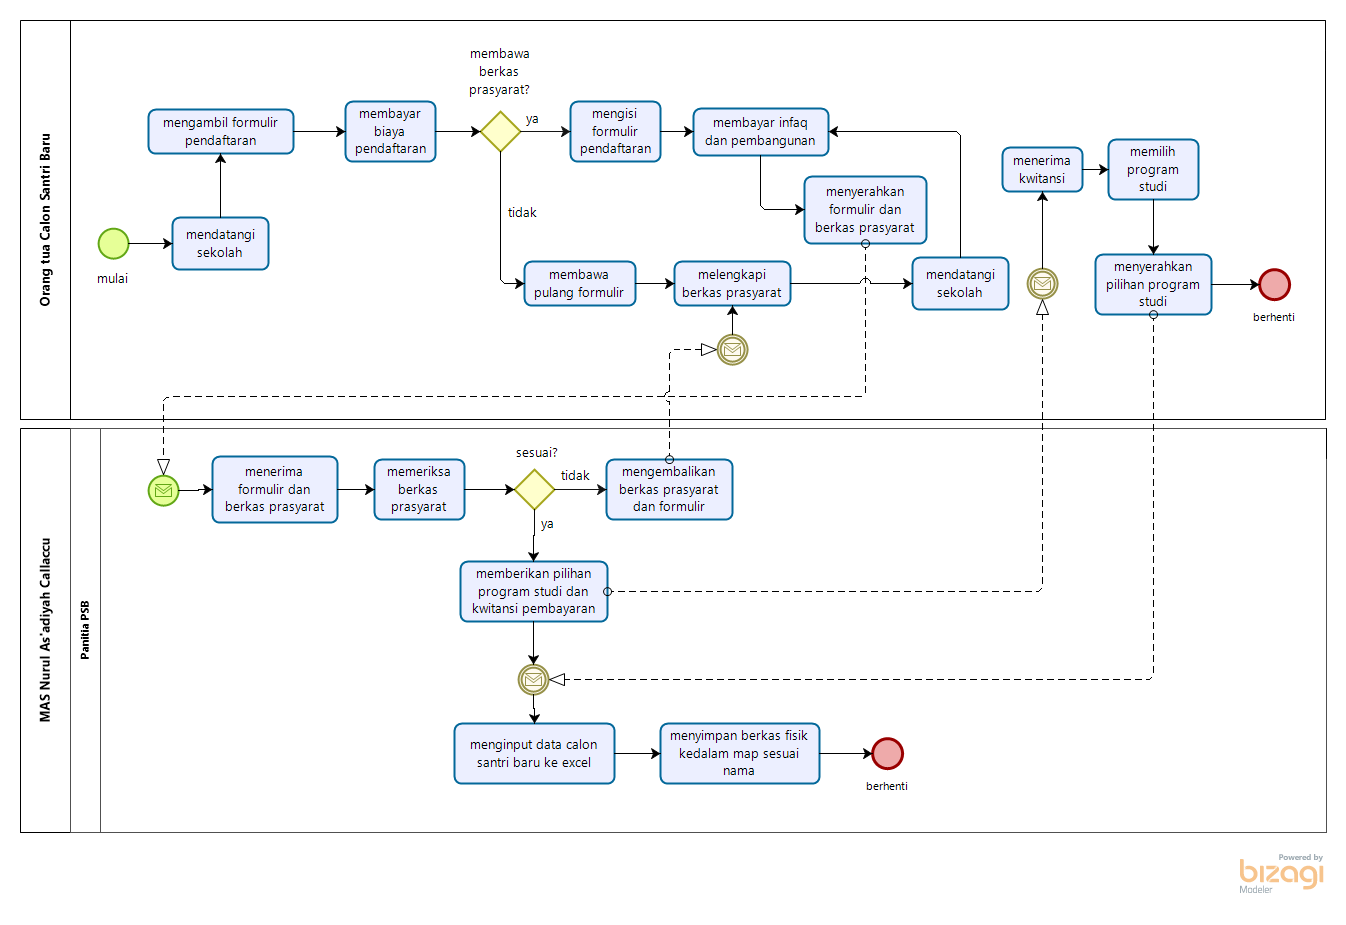 Orang tua Calon Santri Baru
membawa
berkas
prasyarat?
mengambil formulir
pendaftaran
membayar
biaya
pendaftaran
ya
mengisi
formulir
pendaftaran
membayar infaq
dan pembangunan
menerima
kwitansi
memilih
program
studi
tidak
menyerahkan
formulir dan
berkas prasyarat
mulai
mendatangi
sekolah
membawa
pulang formulir
melengkapi
berkas prasyarat
mendatangi
sekolah
menyerahkan
pilihan program
studi
berhenti
MAS Nurul As'adiyah Callaccu
Panitia PSB
menerima
formulir dan
berkas prasyarat
memeriksa
berkas
prasyarat
sesuai?
tidak
mengembalikan
berkas prasyarat
dan formulir
ya
memberikan pilihan
program studi dan
kwitansi pembayaran
menginput data calon
santri baru ke excel
menyimpan berkas fisik
kedalam map sesuai
nama
berhenti
Powered by
bizagi
Modeler